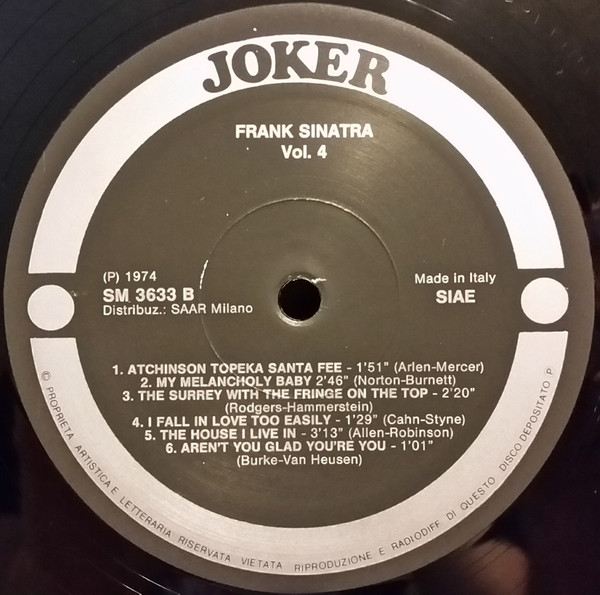 JOKER
FRANK SINATRA
Vol. 4
(P) 1974
SM 3633 B
Distribuz.: SAAR Milano
Made in Italy
SIAE
1. ATCHINSON TOPEKA SANTA FEE - 1'51" (Arlen-Mercer)
2. MY MELANCHOLY BABY 2'46" (Norton-Burnett)
3. THE SURREY WITH THE FRINGE ON THE TOP - 2'20"
(Rodgers-Hammerstein)
4. I FALL IN LOVE TOO EASILY - 1'29" (Cahn-Styne)
5. THE HOUSE I LIVE IN - 3'13" (Allen-Robinson)
6. AREN'T YOU GLAD YOU'RE YOU - 1'01"
(Burke-Van Heusen)
© PROPRIETA ARTISTICA E LETTERARIA RISERVATA VIETATA RIPRODUZIONE E RADIODIFF DI QUESTO DISCO DEPOSITATO P